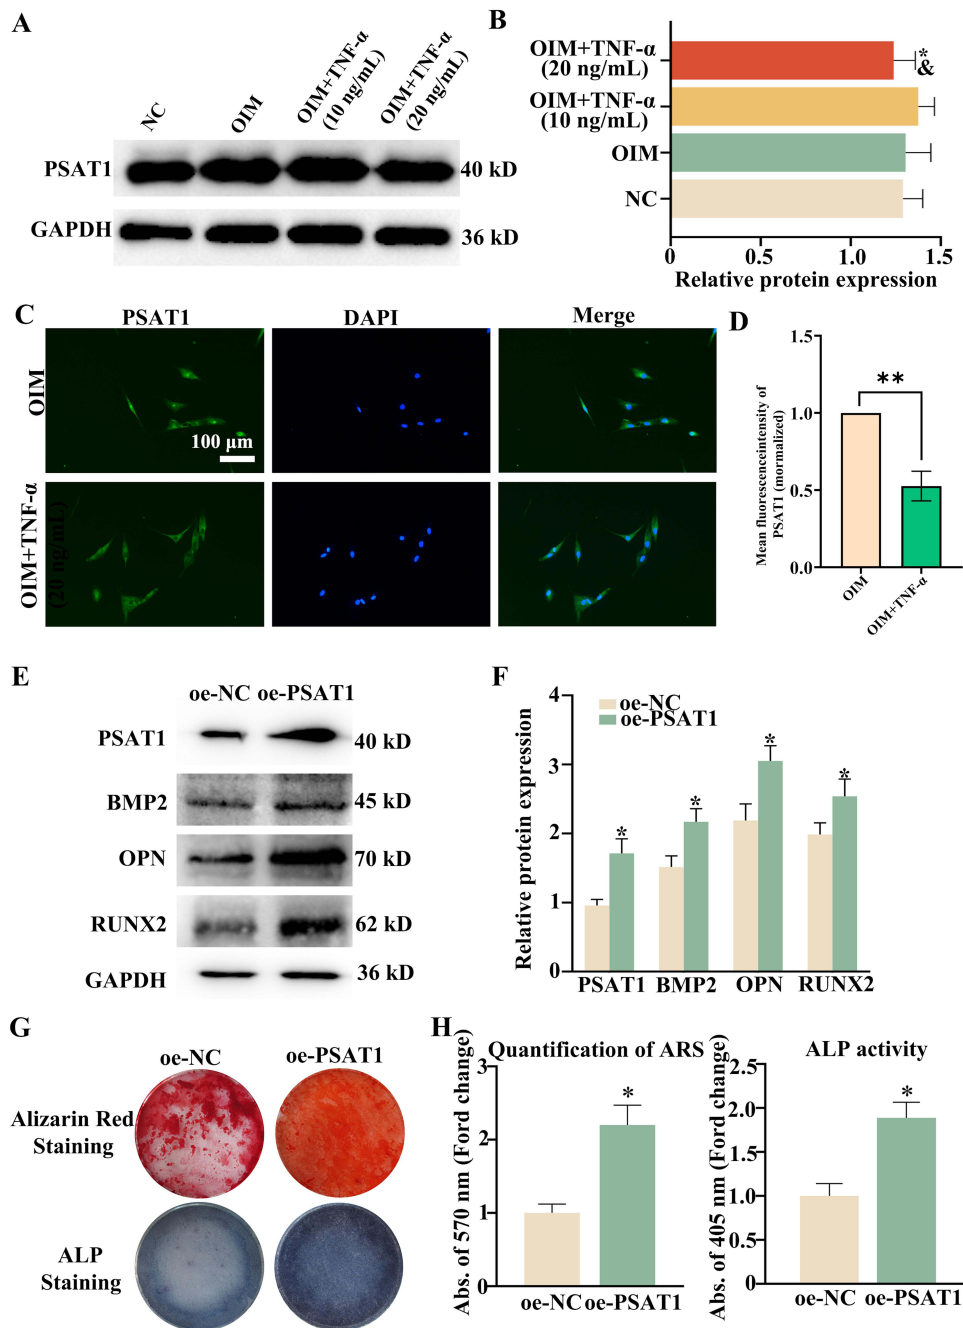 A
NC
OIM
OIM+TNF-α
(10 ng/mL)
OIM+TNF-α
(20 ng/mL)
PSAT1
40 kD
GAPDH
36 kD
B
OIM+TNF-α
(20 ng/mL)
*
&
OIM+TNF-α
(10 ng/mL)
OIM
NC
0
0.5
1.0
1.5
Relative protein expression
C
PSAT1
DAPI
Merge
OIM
100 µm
OIM+TNF-α
(20 ng/mL)
D
Mean fluorescenceintensity of
PSAT1 (mormalized)
1.5
1.0
0.5
0.0
**
OIM
OIM+TNF-α
E
oe-NC
oe-PSAT1
PSAT1
40 kD
BMP2
45 kD
OPN
70 kD
RUNX2
62 kD
GAPDH
36 kD
F
Relative protein expression
4
3
2
1
0
oe-NC
oe-PSAT1
*
*
*
*
PSAT1
BMP2
OPN
RUNX2
G
oe-NC
oe-PSAT1
Alizarin Red
Staining
ALP
Staining
H
Quantification of ARS
Abs. of 570 nm (Ford change)
3
2
1
0
*
oe-NC
oe-PSAT1
ALP activity
Abs. of 405 nm (Ford change)
2.5
2.0
1.5
1.0
0.5
0.0
*
oe-NC
oe-PSAT1